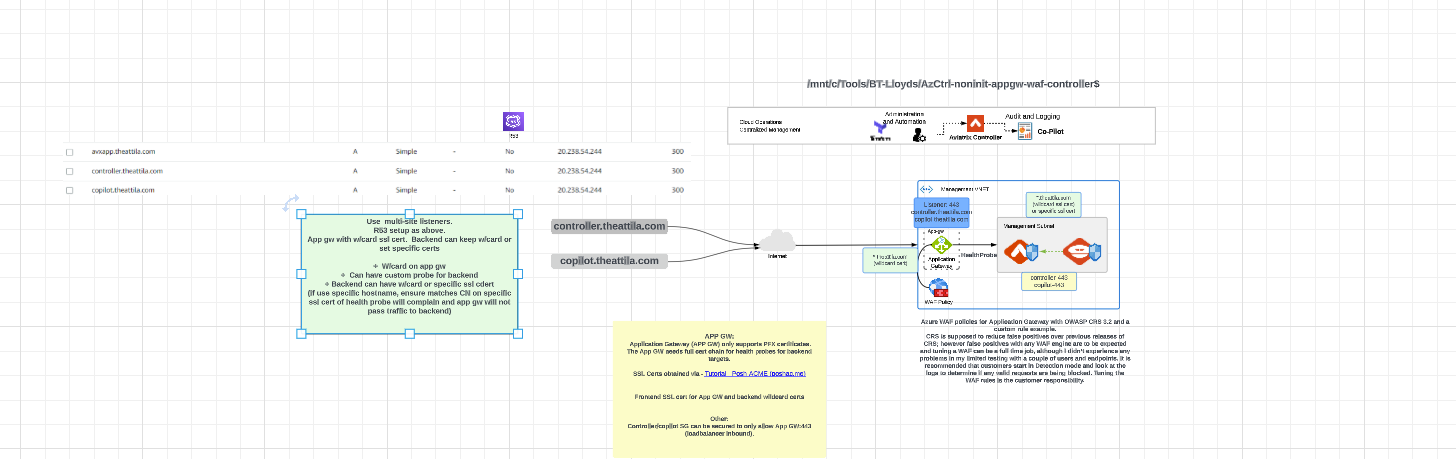 /mnt/c/Tools/BT-Lloyds/AzCtrl-noninit-appgw-waf-controller$
Cloud Operations
Centralized Management
Administration
and Automation
Terraform
Aviatrix Controller
Audit and Logging
Co-Pilot
R53
avxapp.theattila.com A Simple - No 20.238.54.244 300
controller.theattila.com A Simple - No 20.238.54.244 300
copilot.theattila.com A Simple - No 20.238.54.244 300
Use multi-site listeners.
R53 setup as above.
App gw with w/card ssl cert. Backend can keep w/card or
set specific certs
+ W/card on app gw
+ Can have custom probe for backend
+ Backend can have w/card or specific ssl cdert
(If use specific hostname, ensure matches CN on specific
ssl cert of health probe will complain and app gw will not
pass traffic to backend)
controller.theattila.com
copilot.theattila.com
Internet
*.theattila.com
(wildcard cert)
Management VNET
Listener: 443
controller.theattila.com
copilot.theattila.com
App-gw
Application
Gateway
HealthProbe
WAF Policy
*.theattila.com
(wildcard ssl cert)
or specific ssl cert
Management Subnet
controller-443
copilot-443
APP GW:
Application Gateway (APP GW) only supports PFX certificates.
The App GW needs full cert chain for health probes for backend
targets.
SSL Certs obtained via - Tutorial - Posh-ACME (poshac.me)
Frontend SSL cert for App GW and backend wildcard certs
Other:
Controller/copilot SG can be secured to only allow App GW:443
(loadbalancer inbound).
Azure WAF policies for Application Gateway with OWASP CRS 3.2 and a
custom rule example.
CRS is supposed to reduce false positives over previous releases of
CRS; however false positives with any WAF engine are to be expected
and tuning a WAF can be a full time job, although I didn't experience any
problems in my limited testing with a couple of users and endpoints. It is
recommended that customers start in Detection mode and look at the
logs to determine if any valid requests are being blocked. Tuning the
WAF rules is the customer responsibility.